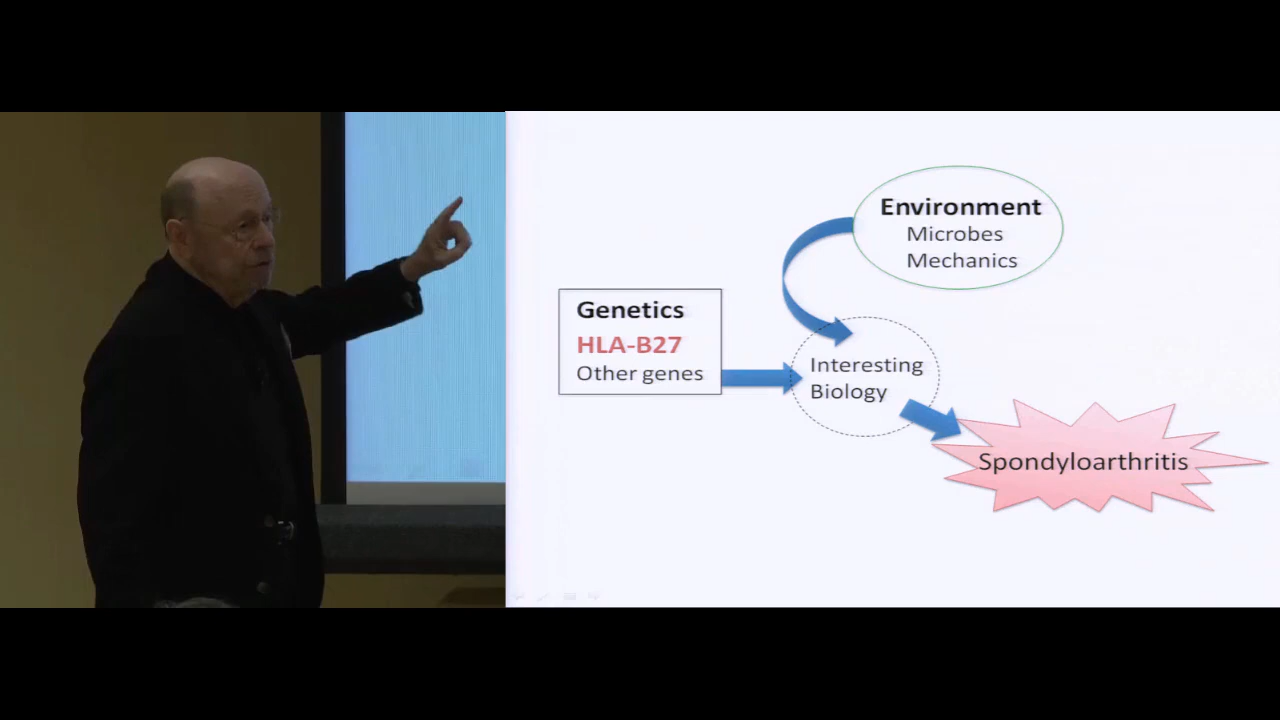 Environment
Microbes
Mechanics
Genetics
HLA-B27
Other genes
Interesting
Biology
Spondyloarthritis